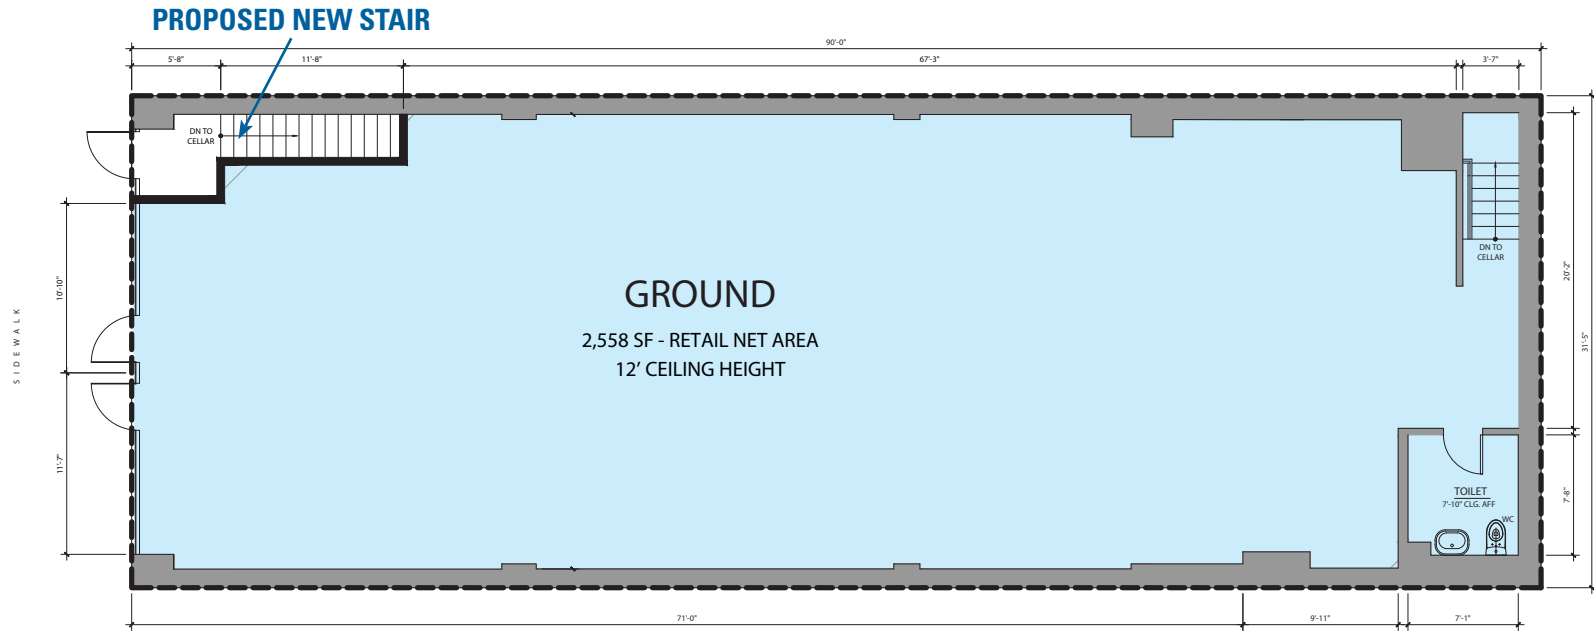 PROPOSED NEW STAIR
90'-0"
5'-8"
11'-8"
67'-3"
3'-7"
DN TO
CELLAR
DN TO
CELLAR
10'-10"
20'-2"
31'-5"
SIDEWALK
GROUND
2,558 SF - RETAIL NET AREA
12' CEILING HEIGHT
11'-7"
7'-8"
TOILET
7'-10" CLG. AFF
WC
71'-0"
9'-11"
7'-1"